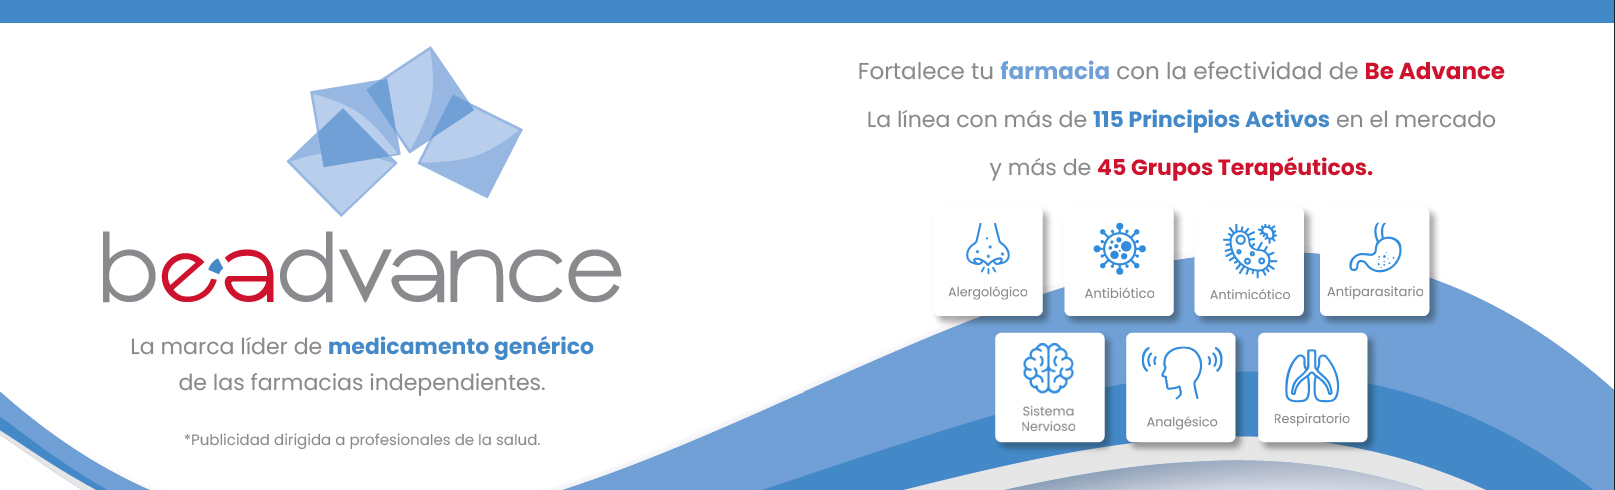 beadvance
La marca líder de medicamento genérico
de las farmacias independientes.
*Publicidad dirigida a profesionales de la salud.
Fortalece tu farmacia con la efectividad de Be Advance
La línea con más de 115 Principios Activos en el mercado
y más de 45 Grupos Terapéuticos.
Alergológico
Antibiótico
Antimicótico
Antiparasitario
Sistema
Nervioso
Analgésico
Respiratorio